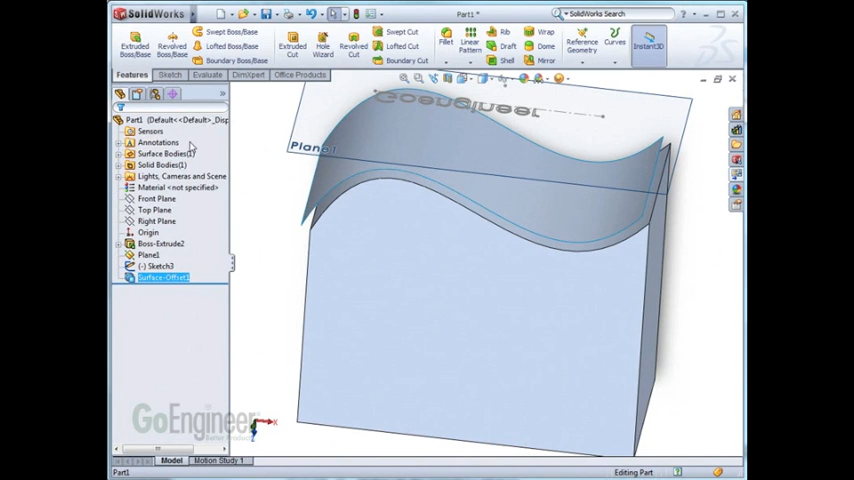 SolidWorks
Part1 *
SolidWorks Search
Extruded Boss/Base
Revolved Boss/Base
Swept Boss/Base
Lofted Boss/Base
Boundary Boss/Base
Extruded Cut
Hole Wizard
Revolved Cut
Swept Cut
Lofted Cut
Boundary Cut
Fillet
Linear Pattern
Rib
Draft
Shell
Wrap
Dome
Mirror
Reference Geometry
Curves
Instant3D
Features
Sketch
Evaluate
DimXpert
Office Products
Part1 (Default<<Default>_Disp
Sensors
Annotations
Surface Bodies(1)
Solid Bodies(1)
Lights, Cameras and Scene
Material <not specified>
Front Plane
Top Plane
Right Plane
Origin
Boss-Extrude2
Plane1
(-) Sketch3
Surface-Offset1
Goengineer
Plane1
GoEngineer
Model
Motion Study 1
Part1
Editing Part